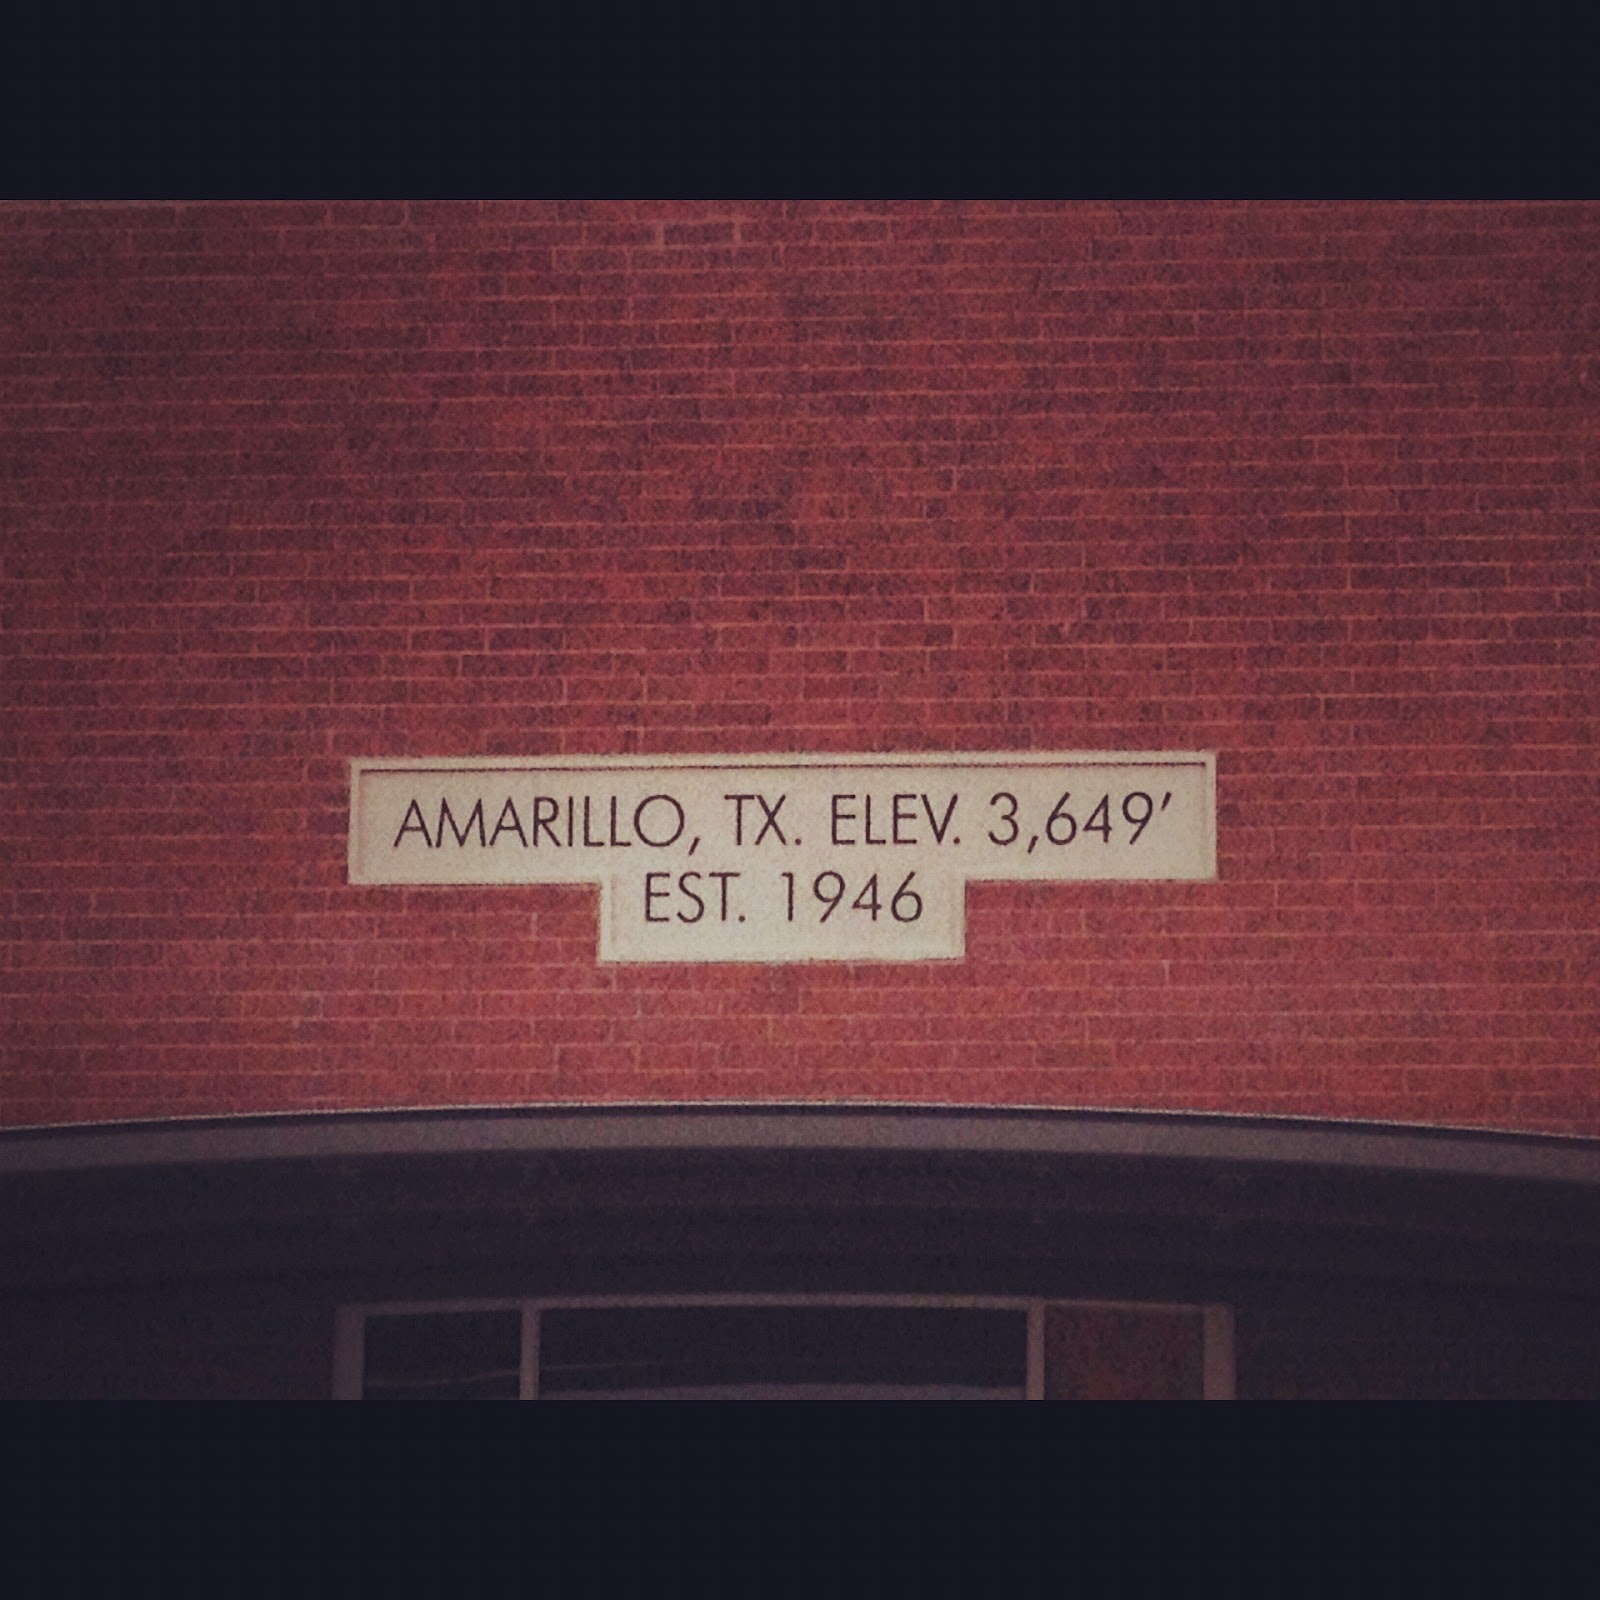 AMARILLO, TX. ELEV. 3,649'
EST. 1946